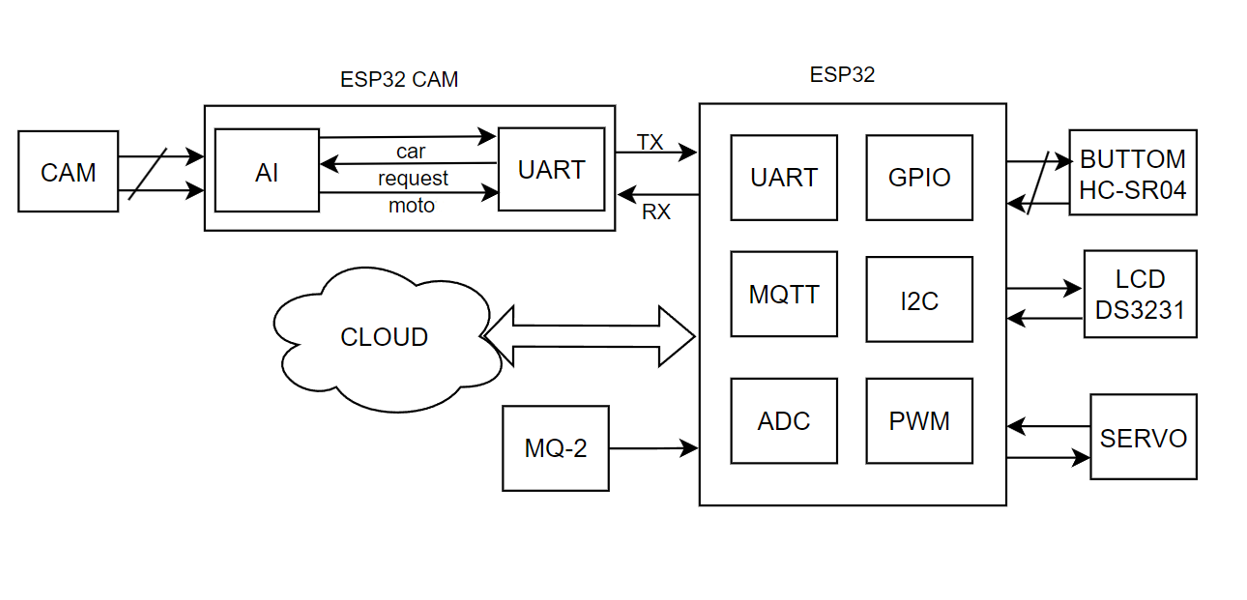 ESP32 CAM
ESP32
CAM
AI
car
request
moto
UART
TX
RX
UART
GPIO
BUTTOM
HC-SR04
MQTT
I2C
LCD
DS3231
CLOUD
ADC
PWM
MQ-2
SERVO